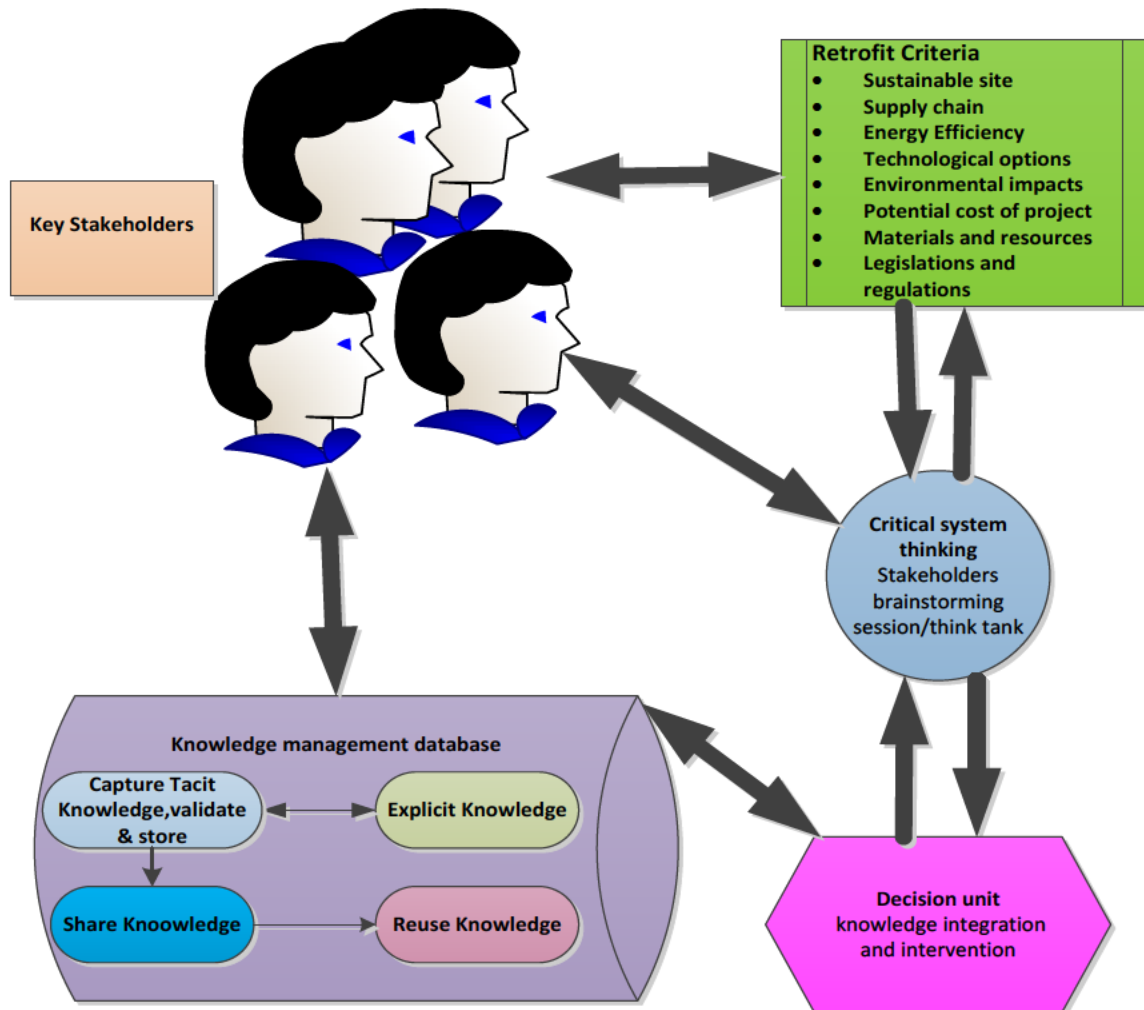 Key Stakeholders
Retrofit Criteria
• Sustainable site
• Supply chain
• Energy Efficiency
• Technological options
• Environmental impacts
• Potential cost of project
• Materials and resources
• Legislations and
regulations
Critical system
thinking
Stakeholders
brainstorming
session/think tank
Knowledge management database
Capture Tacit
Knowledge,validate
& store
Explicit Knowledge
Share Knoowledge
Reuse Knowledge
Decision unit
knowledge integration
and intervention